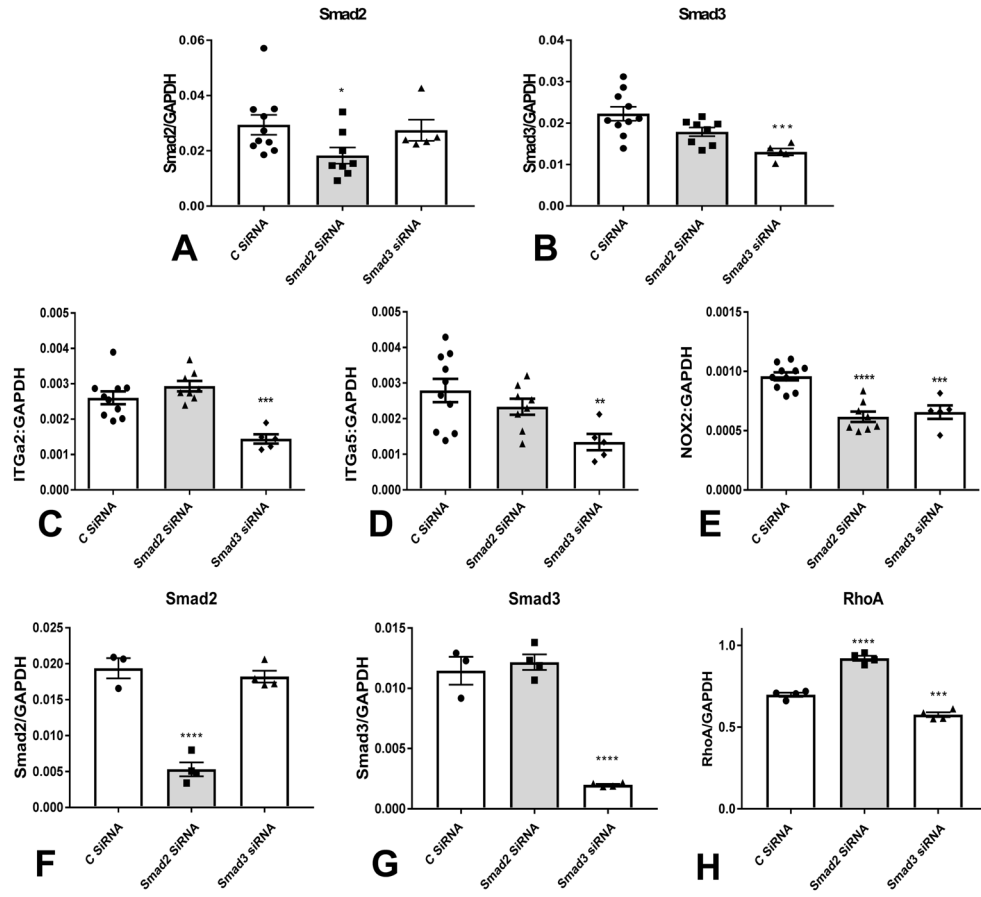 Smad2
Smad2/GAPDH
0.06
0.04
0.02
0.00
*
C SiRNA
Smad2 SiRNA
Smad3 siRNA
A
Smad3
Smad3/GAPDH
0.04
0.03
0.02
0.01
0.00
***
C SiRNA
Smad2 SiRNA
Smad3 siRNA
B
ITGa2:GAPDH
0.005
0.004
0.003
0.002
0.001
0.000
***
C SiRNA
Smad2 SiRNA
Smad3 siRNA
C
ITGa5:GAPDH
0.005
0.004
0.003
0.002
0.001
0.000
**
C SiRNA
Smad2 SiRNA
Smad3 siRNA
D
NOX2:GAPDH
0.0015
0.0010
0.0005
0.0000
****
***
C SiRNA
Smad2 SiRNA
Smad3 siRNA
E
Smad2
Smad2/GAPDH
0.025
0.020
0.015
0.010
0.005
0.000
****
C SiRNA
Smad2 SiRNA
Smad3 siRNA
F
Smad3
Smad3/GAPDH
0.015
0.010
0.005
0.000
****
C SiRNA
Smad2 SiRNA
Smad3 siRNA
G
RhoA
RhoA/GAPDH
1.0
0.5
0.0
****
***
C SiRNA
Smad2 SiRNA
Smad3 siRNA
H